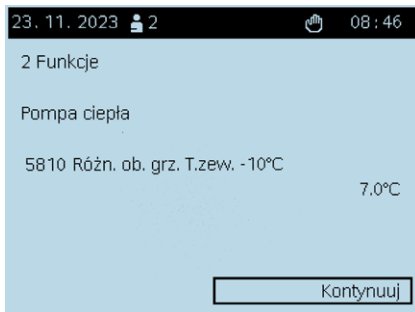 23. 11. 2023 2 08:46
2 Funkcje
Pompa ciepła
5810 Różn. ob. grz. T.zew. -10°C
7.0°C
Kontynuuj